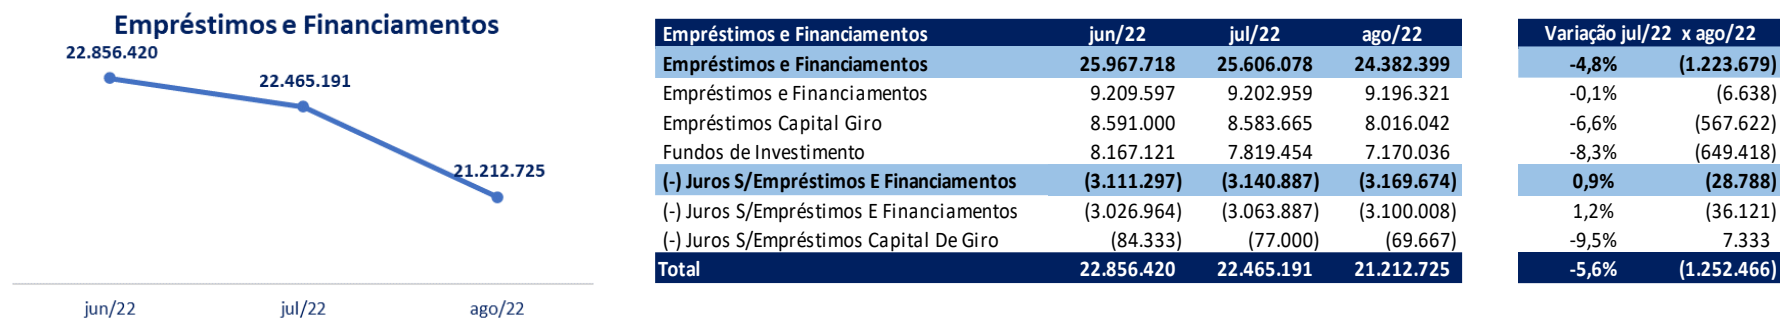 Empréstimos e Financiamentos
22.856.420
22.465.191
21.212.725
jun/22 jul/22 ago/22
Empréstimos e Financiamentos jun/22 jul/22 ago/22 Variação jul/22 x ago/22
Empréstimos e Financiamentos 25.967.718 25.606.078 24.382.399 -4,8% (1.223.679)
Empréstimos e Financiamentos 9.209.597 9.202.959 9.196.321 -0,1% (6.638)
Empréstimos Capital Giro 8.591.000 8.583.665 8.016.042 -6,6% (567.622)
Fundos de Investimento 8.167.121 7.819.454 7.170.036 -8,3% (649.418)
(-) Juros S/Empréstimos E Financiamentos (3.111.297) (3.140.887) (3.169.674) 0,9% (28.788)
(-) Juros S/Empréstimos E Financiamentos (3.026.964) (3.063.887) (3.100.008) 1,2% (36.121)
(-) Juros S/Empréstimos Capital De Giro (84.333) (77.000) (69.667) -9,5% 7.333
Total 22.856.420 22.465.191 21.212.725 -5,6% (1.252.466)